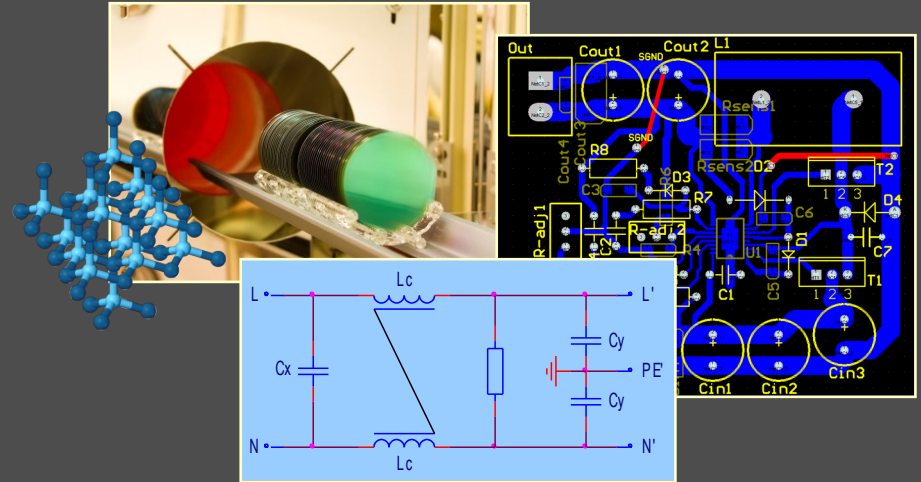 Out
Cout1
Cout2
L1
SGND
Rsens1
SGND
Cout4
Cout3
R8
Rsens2
D2
T2
C3
R6
D3
R7
1 2 3
D4
R-adj1
C2
R-adj2
C6
R4
U1
D1
C7
C1
C5
T1
1 2 3
Cin1
Cin2
Cin3
L
Lc
L'
Cx
Cy
PE'
Cy
N
Lc
N'